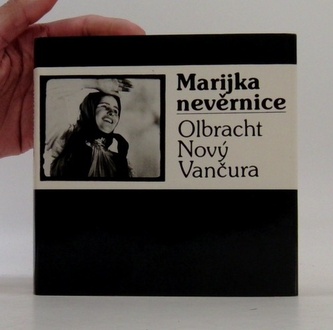 Marijka
nevěrnice
Olbracht
Nový
Vančura